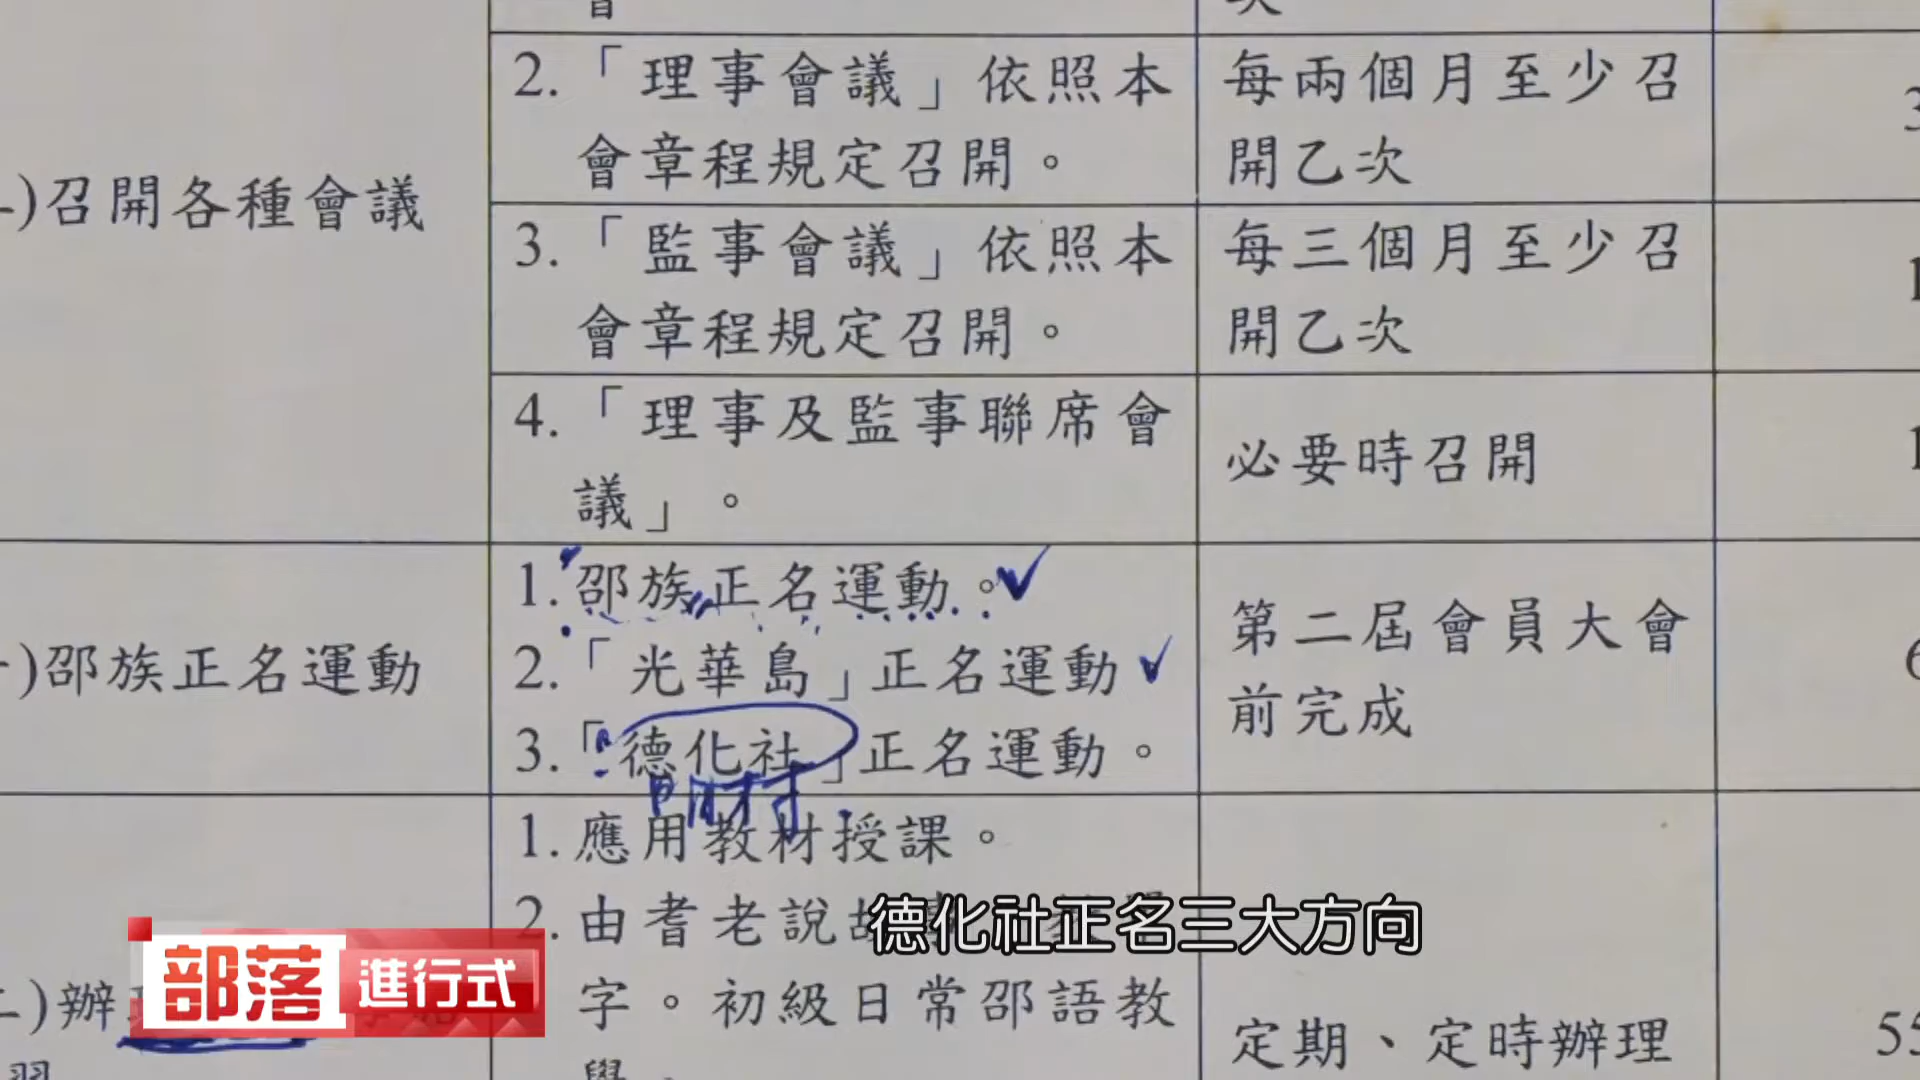 2.「理事會議」依照本
會章程規定召開。
每兩個月至少召
開乙次
)召開各種會議
3.「監事會議」依照本
會章程規定召開。
每三個月至少召
開乙次
4.「理事及監事聯席會
議」。
必要時召開
)邵族正名運動
1.邵族正名運動。
2.「光華島」正名運動
3.「德化社」正名運動。
第二屆會員大會
前完成
1.應用教材授課。
2.由耆老說故
字。初級日常邵語教
)辦
定期、定時辦理
55
德化社正名三大方向
部落 進行式